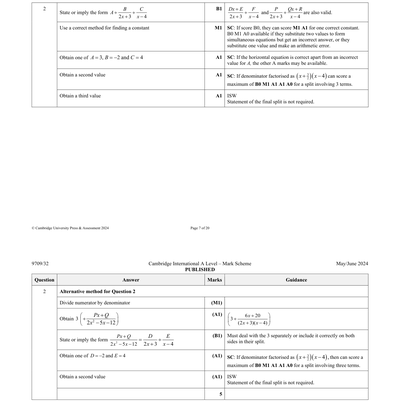 2
State or imply the form A + B/(2x+3) + C/(x−4)
B1
(Dx+E)/(2x+3) + F/(x−4) and P/(2x+3) + (Qx+R)/(x−4) are also valid.
Use a correct method for finding a constant
M1
SC: If score B0, they can score M1 A1 for one correct constant.
B0 M1 A0 available if they substitute two values to form
simultaneous equations but get an incorrect answer, or they
substitute one value and make an arithmetic error.
Obtain one of A = 3, B = −2 and C = 4
A1
SC: If the horizontal equation is correct apart from an incorrect
value for A, the other A marks may be available.
Obtain a second value
A1
SC: If denominator factorised as (x+3/2)(x−4) can score a
maximum of B0 M1 A1 A1 A0 for a split involving 3 terms.
Obtain a third value
A1
ISW
Statement of the final split is not required.
© Cambridge University Press & Assessment 2024
Page 7 of 20
9709/32
Cambridge International A Level – Mark Scheme
May/June 2024
PUBLISHED
Question
Answer
Marks
Guidance
2
Alternative method for Question 2
Divide numerator by denominator
(M1)
Obtain 3 (+ (Px+Q)/(2x²−5x−12))
(A1)
(3 + (6x+20)/((2x+3)(x−4)))
State or imply the form (Px+Q)/(2x²−5x−12) = D/(2x+3) + E/(x−4)
(B1)
Must deal with the 3 separately or include it correctly on both
sides in their split.
Obtain one of D = −2 and E = 4
(A1)
SC: If denominator factorised as (x+3/2)(x−4), then can score a
maximum of B0 M1 A1 A1 A0 for a split involving three terms.
Obtain a second value
(A1)
ISW
Statement of the final split is not required.
5